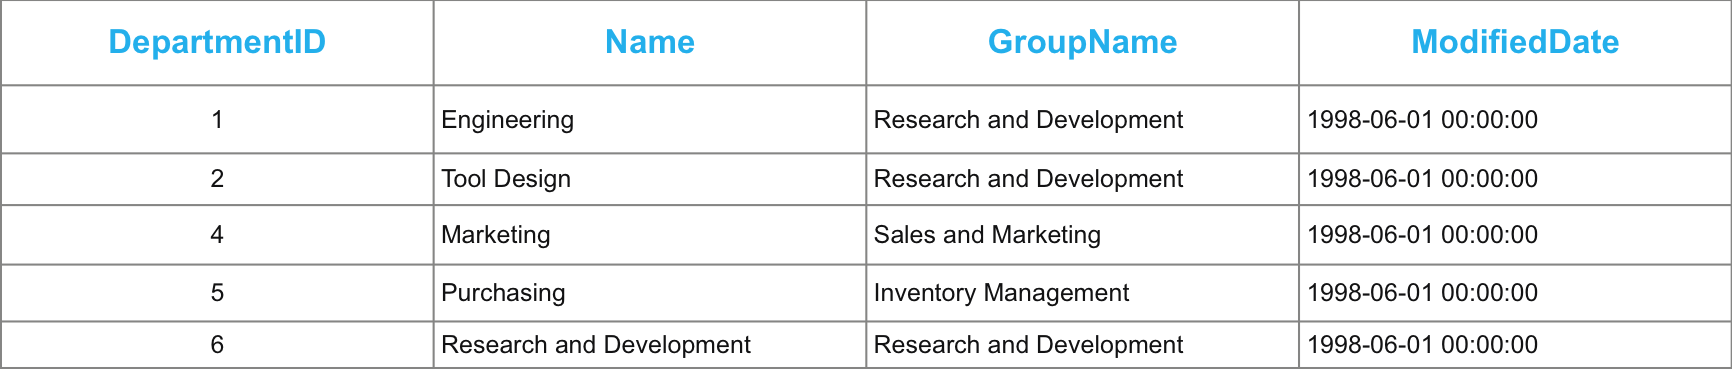 DepartmentID Name GroupName ModifiedDate
1 Engineering Research and Development 1998-06-01 00:00:00
2 Tool Design Research and Development 1998-06-01 00:00:00
4 Marketing Sales and Marketing 1998-06-01 00:00:00
5 Purchasing Inventory Management 1998-06-01 00:00:00
6 Research and Development Research and Development 1998-06-01 00:00:00